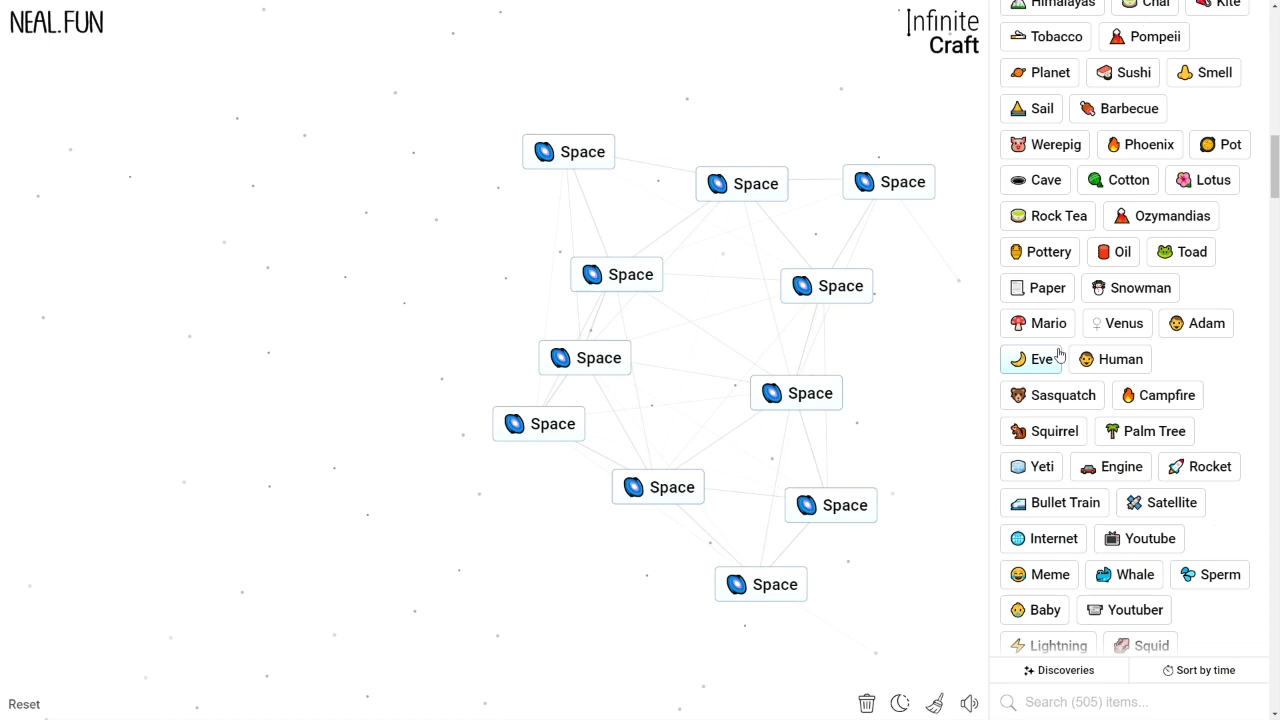 NEAL.FUN
Infinite
Craft
Space
Space
Space
Space
Space
Space
Space
Space
Space
Space
Space
Reset
Himalayas Chai Kite
Tobacco Pompeii
Planet Sushi Smell
Sail Barbecue
Werepig Phoenix Pot
Cave Cotton Lotus
Rock Tea Ozymandias
Pottery Oil Toad
Paper Snowman
Mario Venus Adam
Eve Human
Sasquatch Campfire
Squirrel Palm Tree
Yeti Engine Rocket
Bullet Train Satellite
Internet Youtube
Meme Whale Sperm
Baby Youtuber
Lightning Squid
Discoveries Sort by time
Search (505) items...